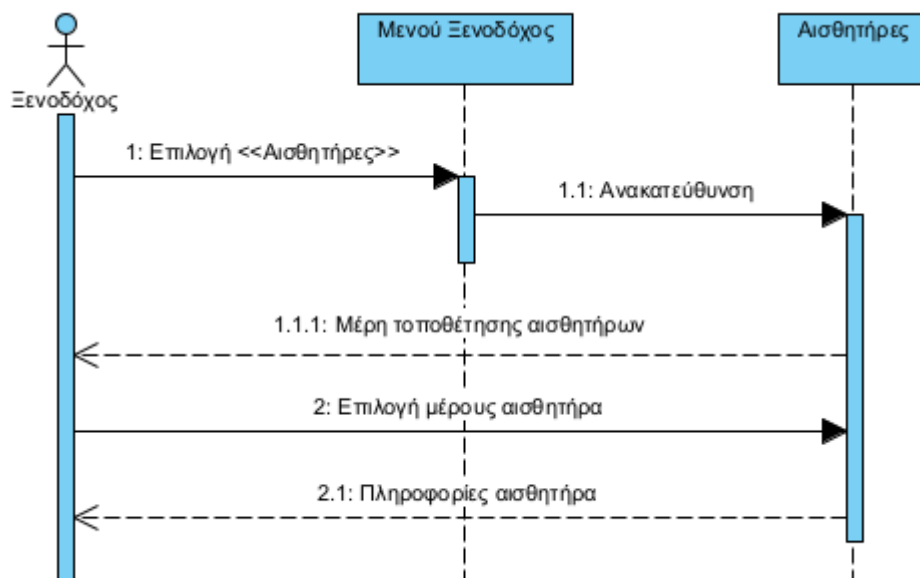 Μενού Ξενοδόχος
Αισθητήρες
Ξενοδόχος
1: Επιλογή <<Αισθητήρες>>
1.1: Ανακατεύθυνση
1.1.1: Μέρη τοποθέτησης αισθητήρων
2: Επιλογή μέρους αισθητήρα
2.1: Πληροφορίες αισθητήρα